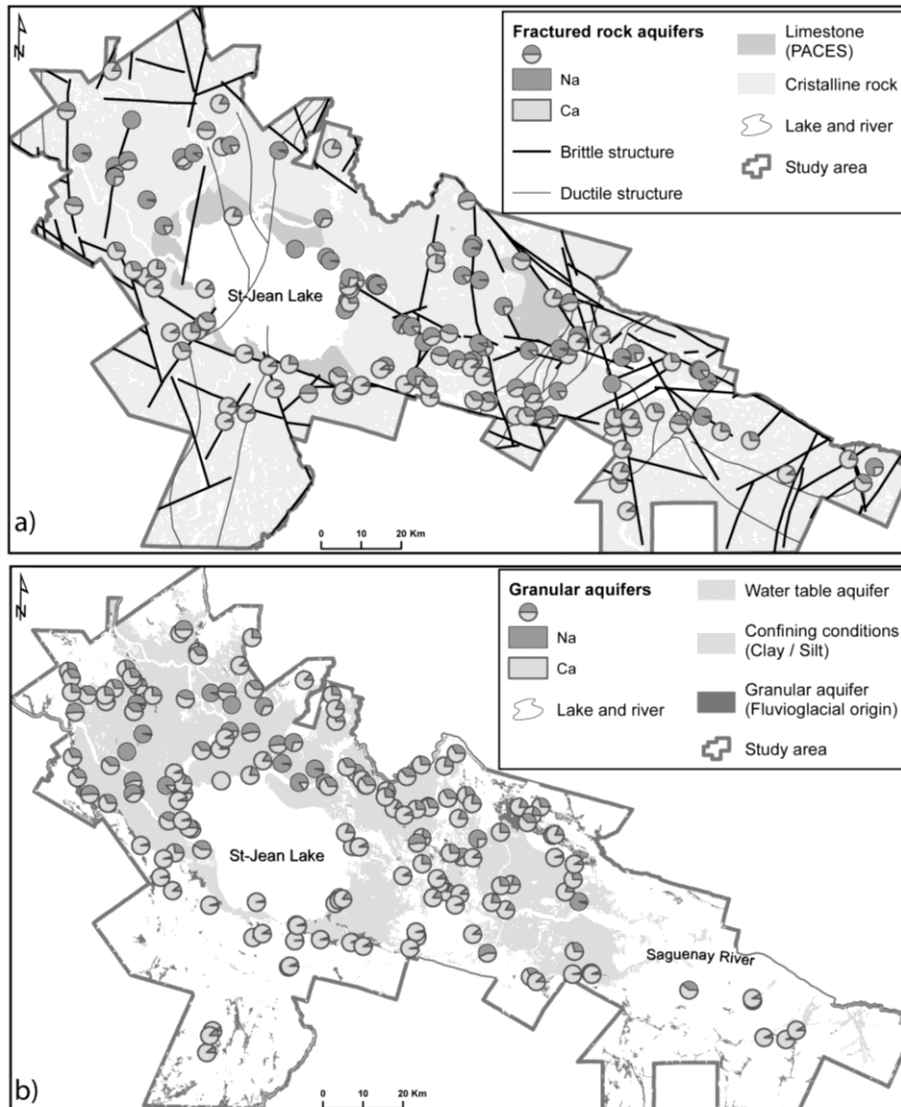 N
Fractured rock aquifers
Na
Ca
Brittle structure
Ductile structure
Limestone
(PACES)
Cristalline rock
Lake and river
Study area
St-Jean Lake
a)
0 10 20 Km
N
Granular aquifers
Na
Ca
Lake and river
Water table aquifer
Confining conditions
(Clay / Silt)
Granular aquifer
(Fluvioglacial origin)
Study area
St-Jean Lake
Saguenay River
b)
0 10 20 Km